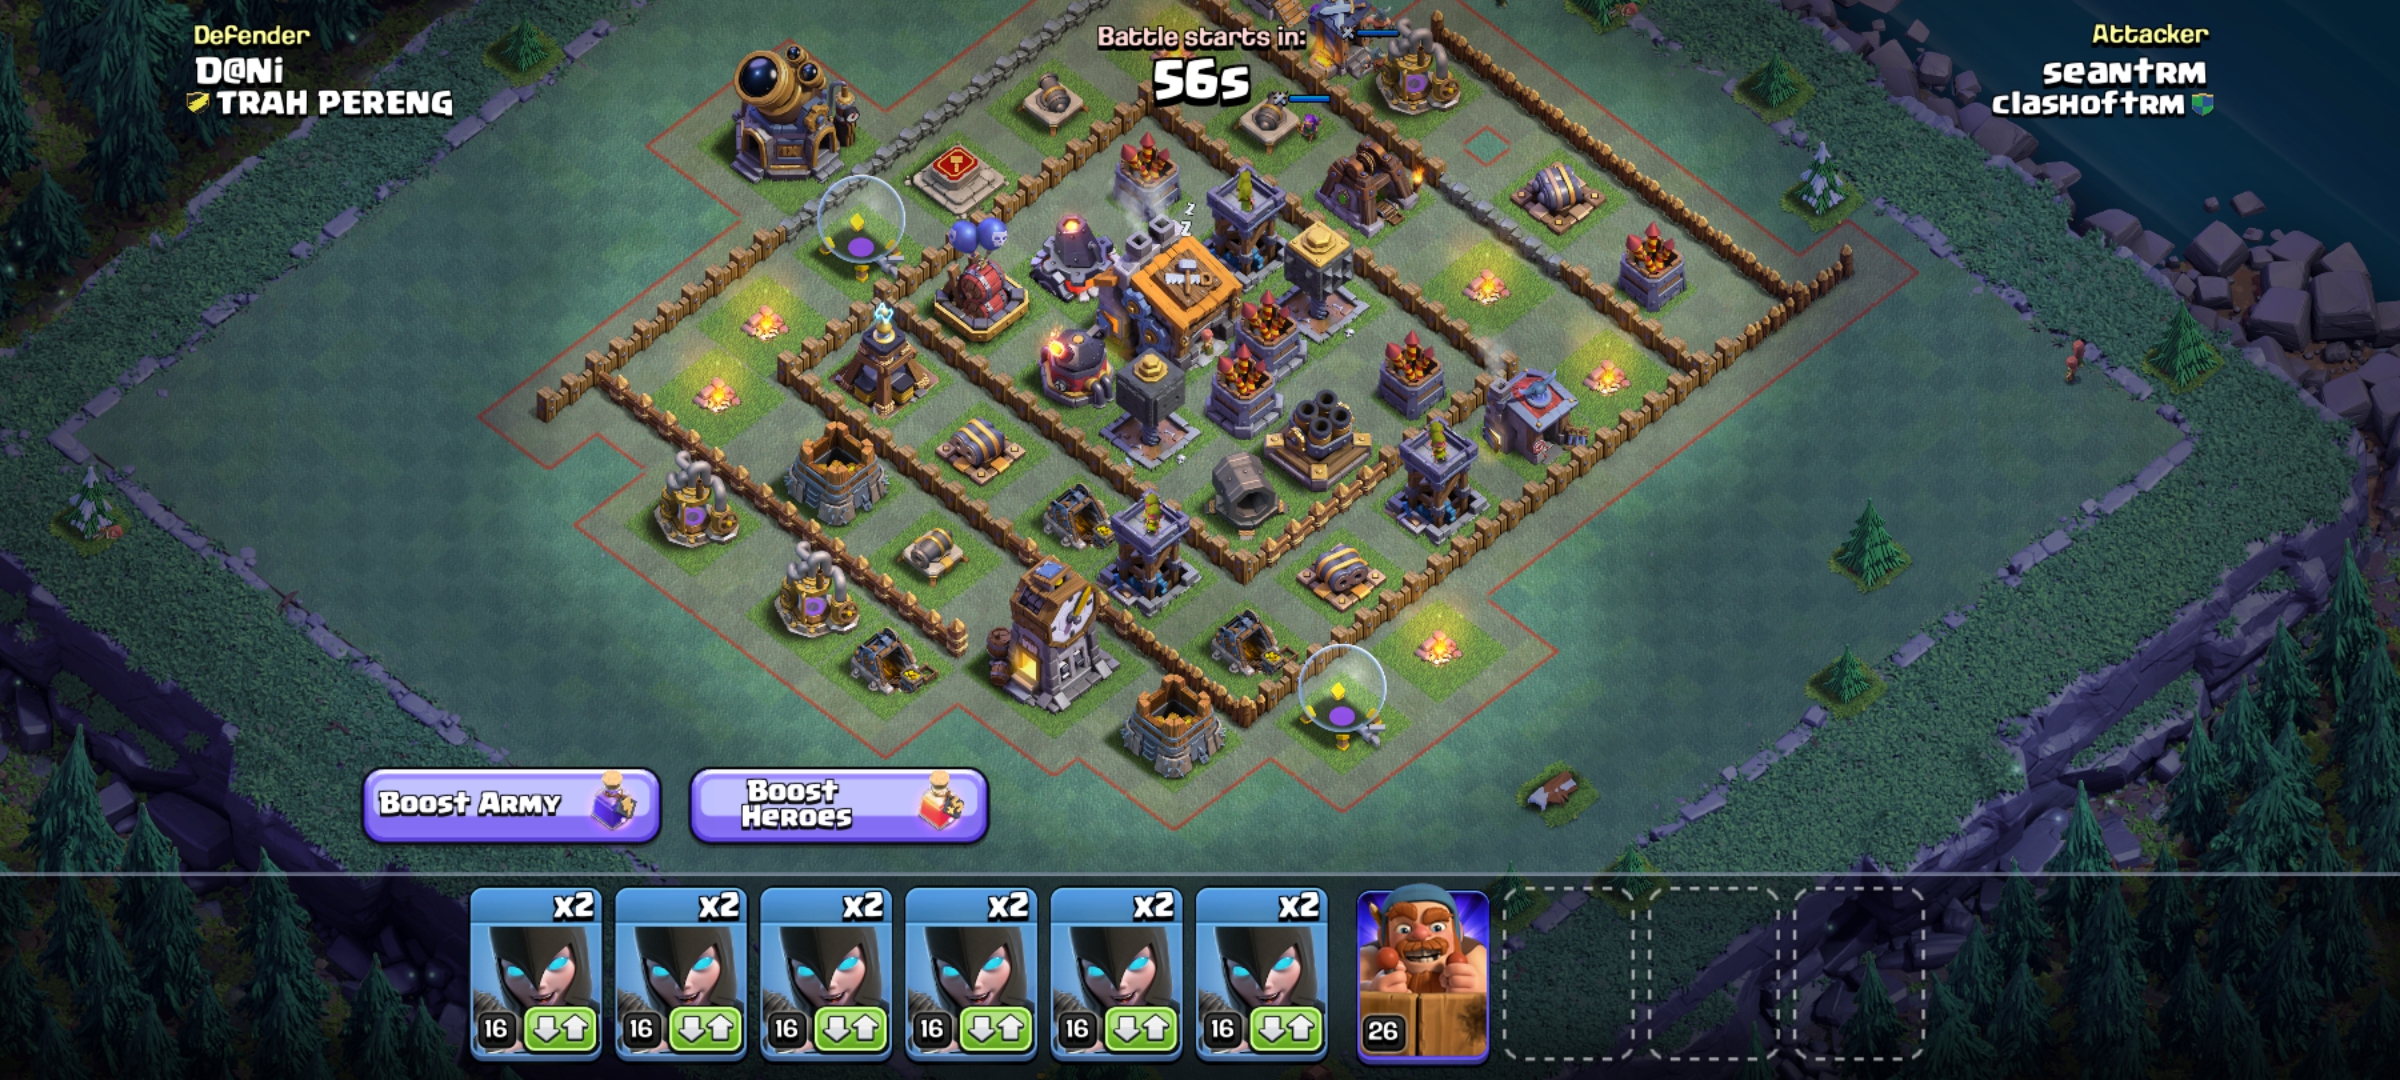 Defender
D@Ni
TRAH PERENG
Battle starts in:
56s
Attacker
seantRM
clashoftRM
z
z
Boost Army
Boost
Heroes
x2
x2
x2
x2
x2
x2
16
16
16
16
16
16
26